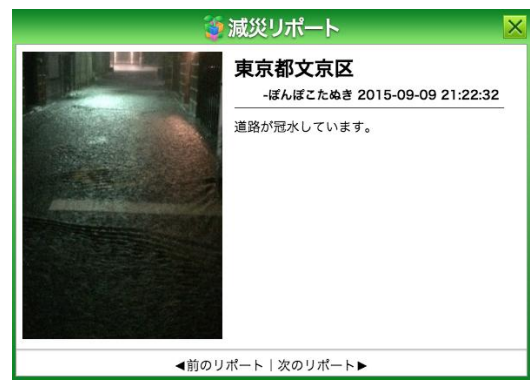 減災リポート
東京都文京区
-ぽんぽこたぬき 2015-09-09 21:22:32
道路が冠水しています。
◀前のリポート｜次のリポート▶